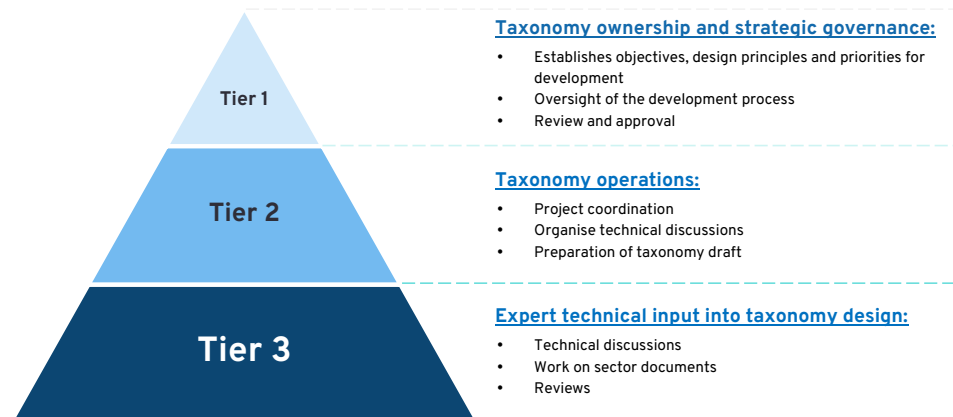 Tier 1
Taxonomy ownership and strategic governance:
• Establishes objectives, design principles and priorities for
development
• Oversight of the development process
• Review and approval
Tier 2
Taxonomy operations:
• Project coordination
• Organise technical discussions
• Preparation of taxonomy draft
Tier 3
Expert technical input into taxonomy design:
• Technical discussions
• Work on sector documents
• Reviews